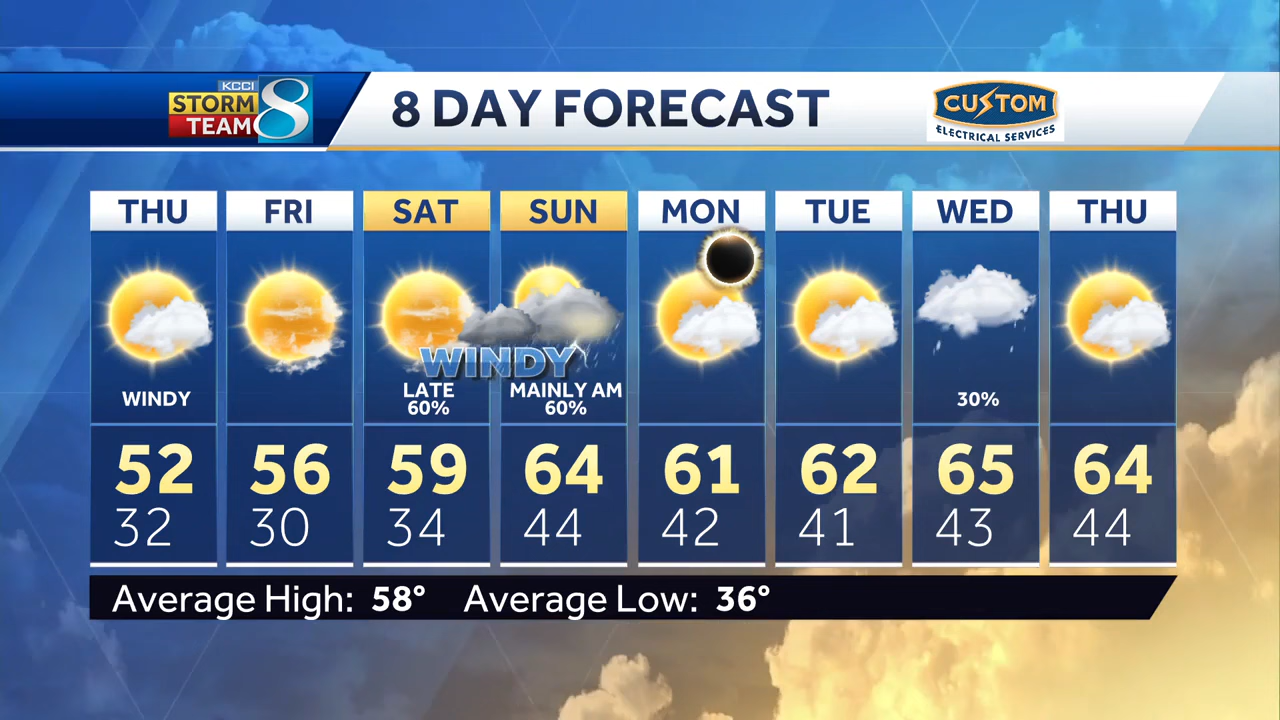 KCCI
STORM
TEAM
8
8 DAY FORECAST
CUSTOM
ELECTRICAL SERVICES
THU FRI SAT SUN MON TUE WED THU
WINDY
WINDY LATE MAINLY AM 30%
60% 60%
52 56 59 64 61 62 65 64
32 30 34 44 42 41 43 44
Average High: 58° Average Low: 36°